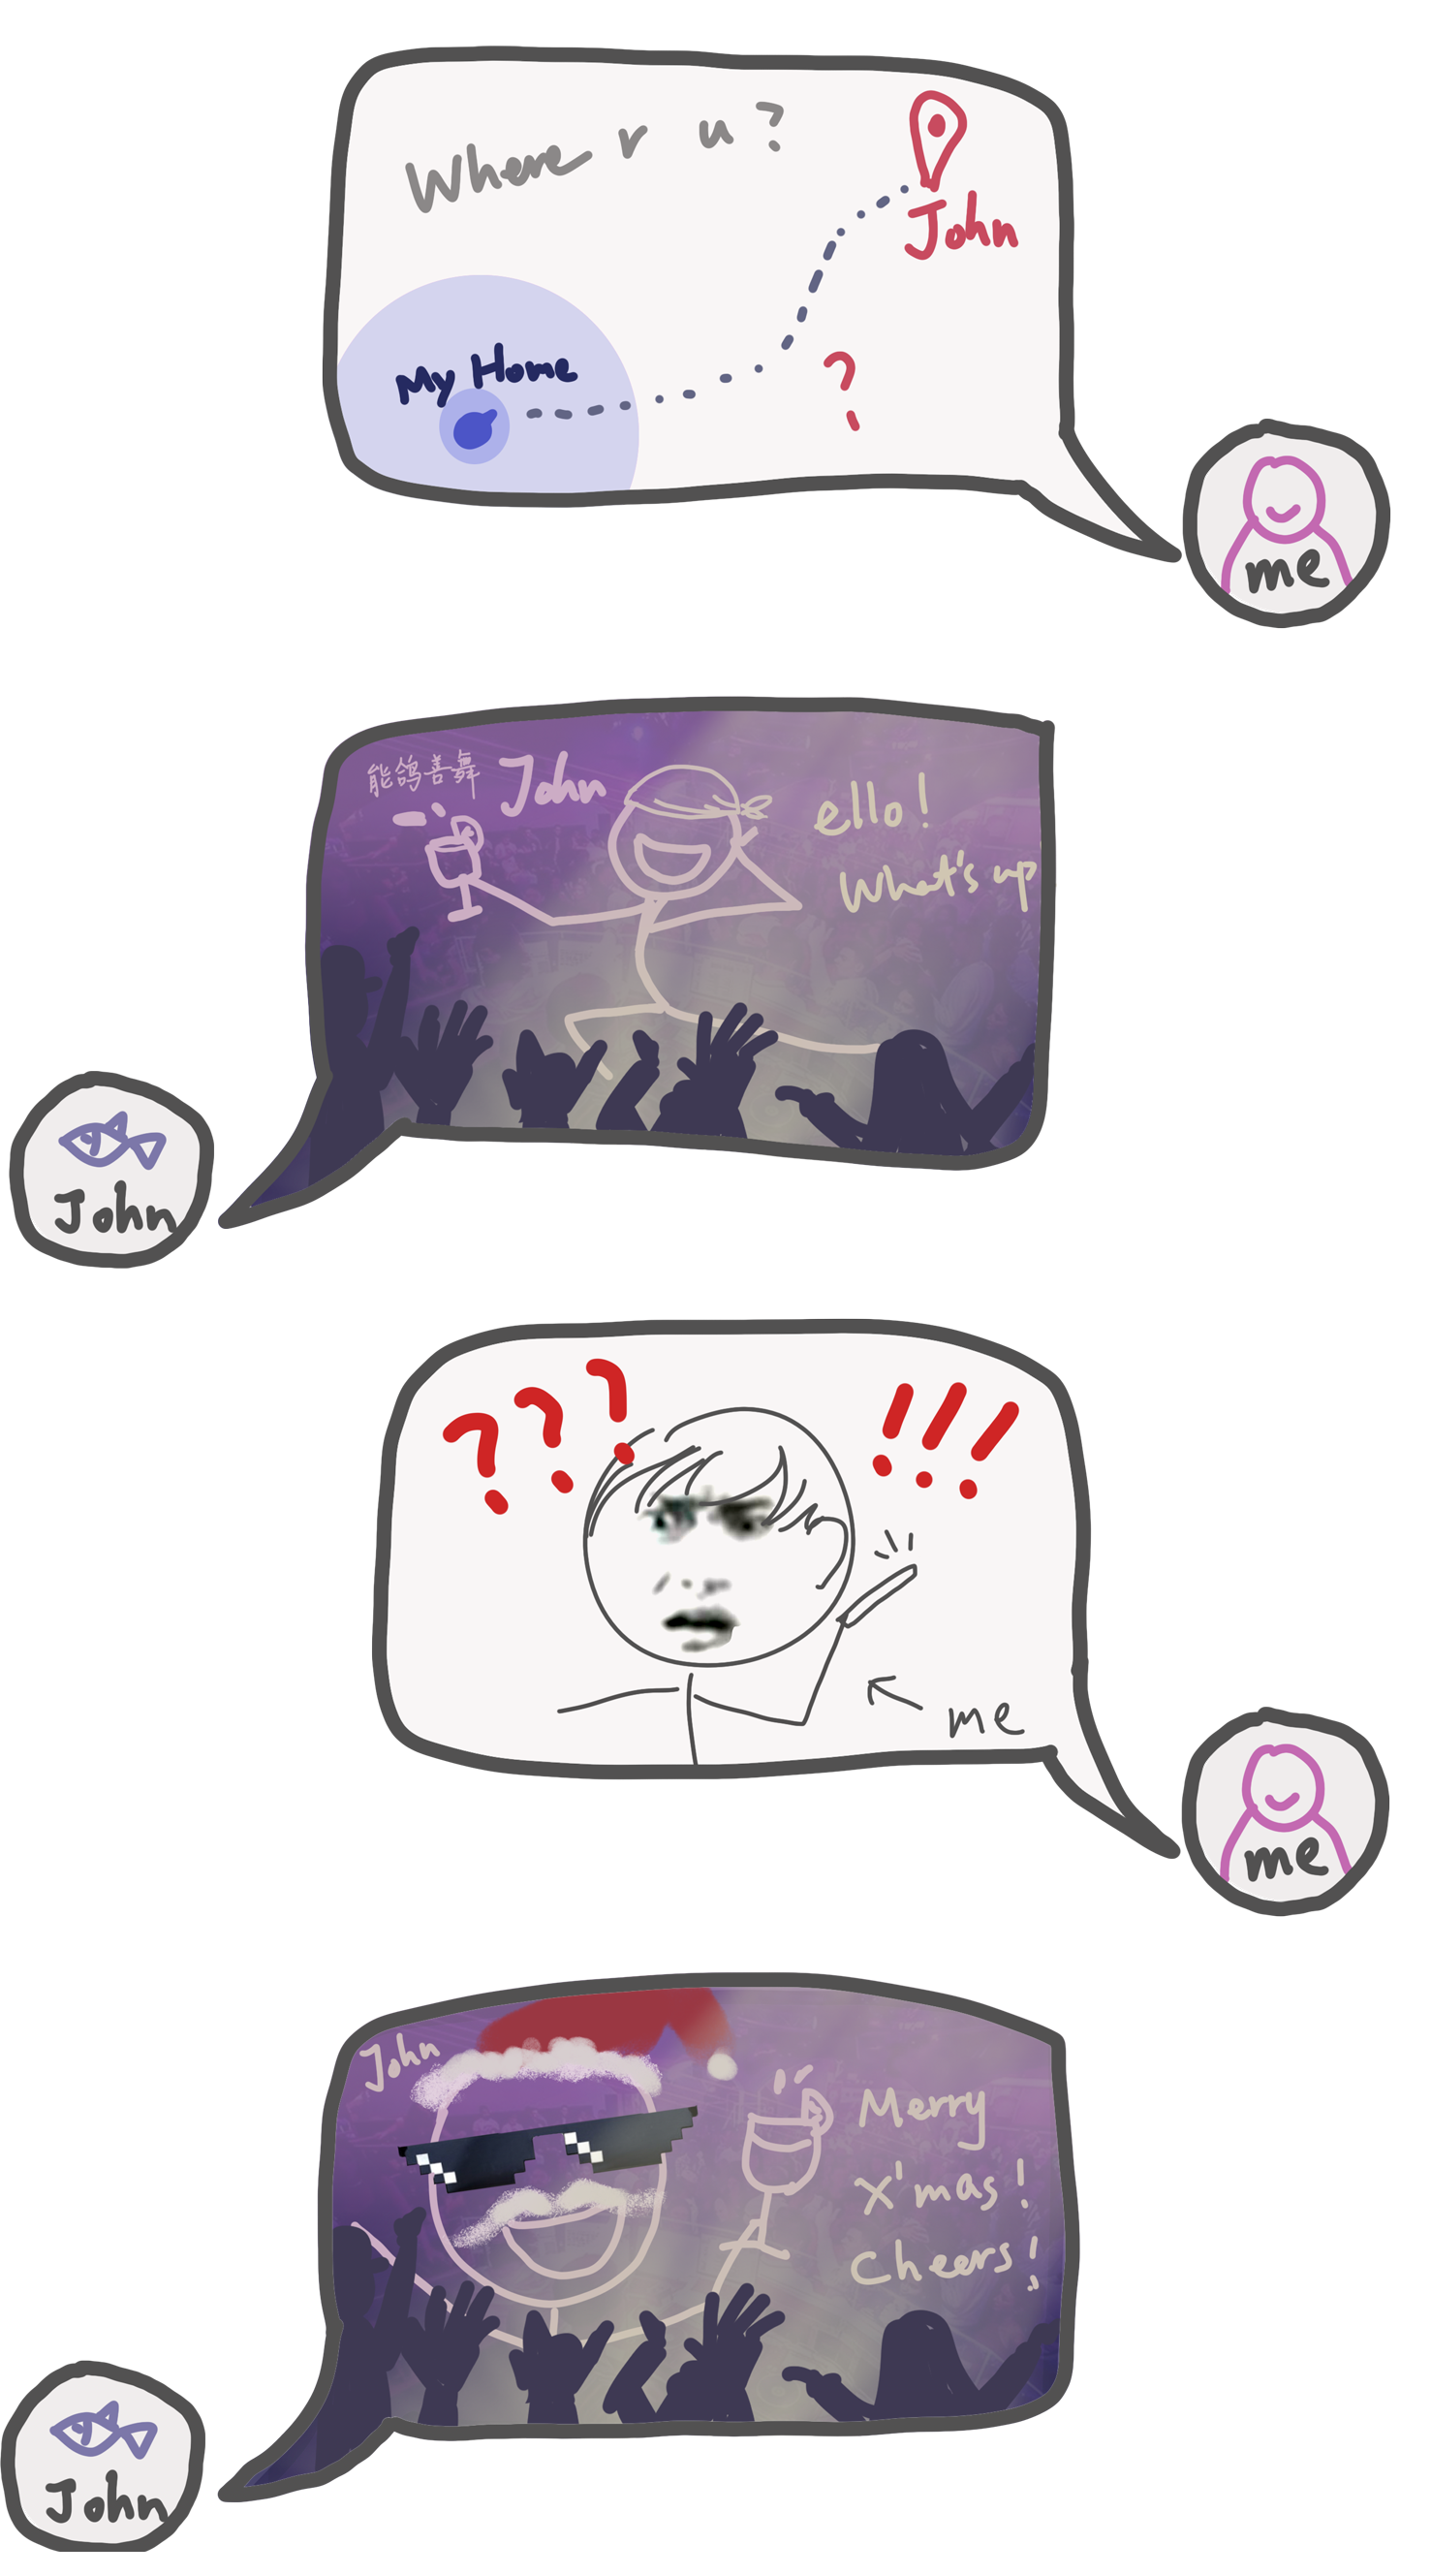 Where r u?
John
My Home
?
me
能鸽善舞 John
ello!
What's up
John
??? !!!
me
me
John
Merry
x'mas!
Cheers!
John